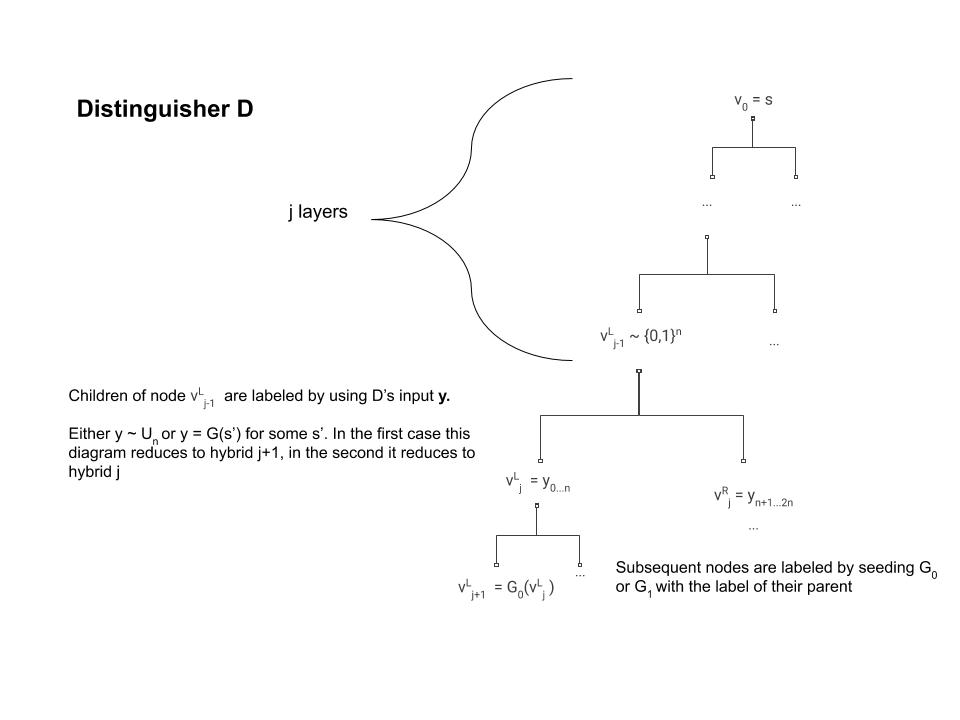 Distinguisher D
v₀ = s
j layers
... ...
vᴸⱼ₋₁ ~ {0,1}ⁿ
...
Children of node vᴸⱼ₋₁ are labeled by using D’s input y.
Either y ~ Uₙ or y = G(s’) for some s’. In the first case this
diagram reduces to hybrid j+1, in the second it reduces to
hybrid j
vᴸⱼ = y₀...ₙ
vᴿⱼ = yₙ₊₁...₂ₙ
...
...
vᴸⱼ₊₁ = G₀(vᴸⱼ )
Subsequent nodes are labeled by seeding G₀
or G₁ with the label of their parent